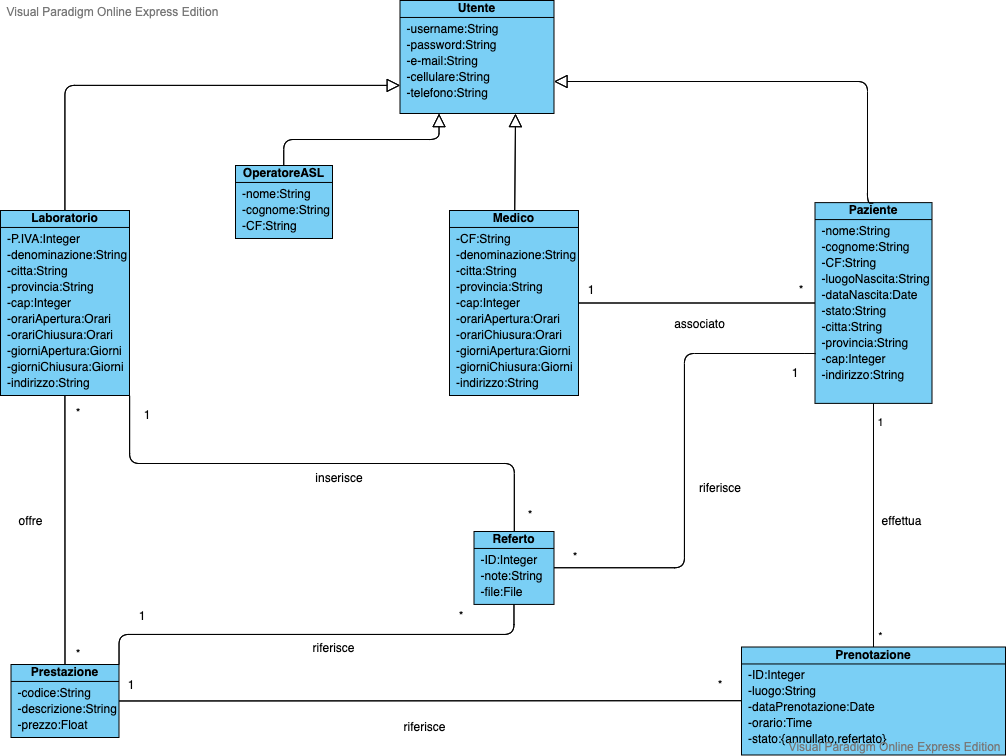 Visual Paradigm Online Express Edition
Utente
-username:String
-password:String
-e-mail:String
-cellulare:String
-telefono:String
OperatoreASL
-nome:String
-cognome:String
-CF:String
Laboratorio
-P.IVA:Integer
-denominazione:String
-citta:String
-provincia:String
-cap:Integer
-orariApertura:Orari
-orariChiusura:Orari
-giorniApertura:Giorni
-giorniChiusura:Giorni
-indirizzo:String
Medico
-CF:String
-denominazione:String
-citta:String
-provincia:String
-cap:Integer
-orariApertura:Orari
-orariChiusura:Orari
-giorniApertura:Giorni
-giorniChiusura:Giorni
-indirizzo:String
Paziente
-nome:String
-cognome:String
-CF:String
-luogoNascita:String
-dataNascita:Date
-stato:String
-citta:String
-provincia:String
-cap:Integer
-indirizzo:String
1
*
associato
1
*
1
1
inserisce
riferisce
offre
effettua
*
*
Referto
-ID:Integer
-note:String
-file:File
1
*
riferisce
*
*
Prestazione
-codice:String
-descrizione:String
-prezzo:Float
1
*
riferisce
Prenotazione
-ID:Integer
-luogo:String
-dataPrenotazione:Date
-orario:Time
-stato:{annullato,refertato}
Visual Paradigm Online Express Edition